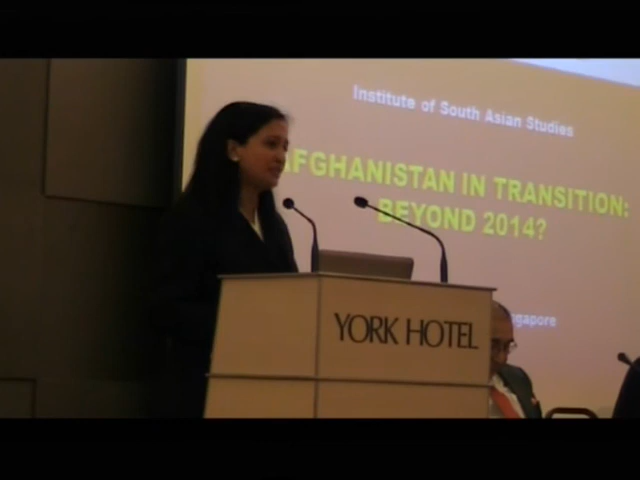 Institute of South Asian Studies
AFGHANISTAN IN TRANSITION:
BEYOND 2014?
YORK HOTEL